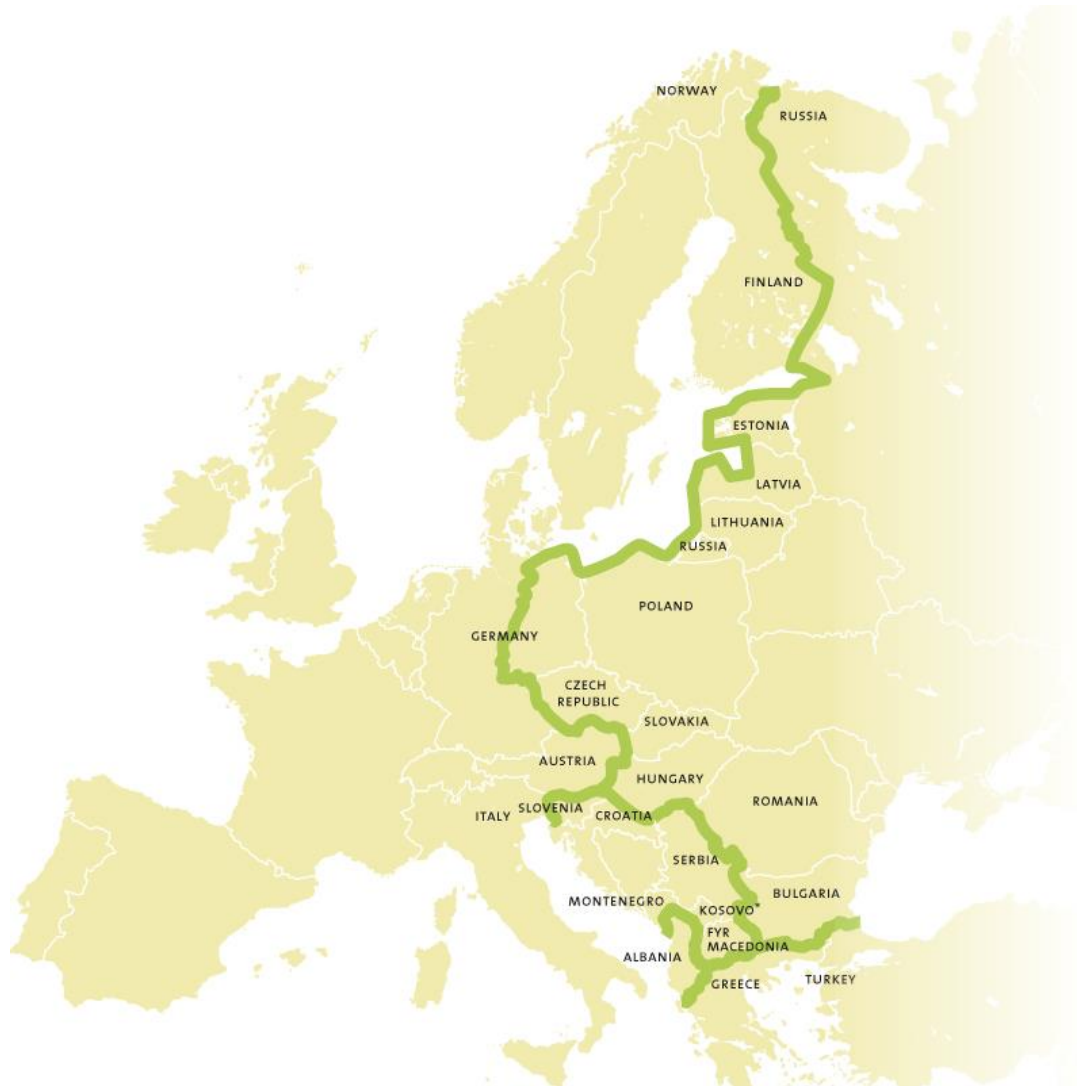 NORWAY
RUSSIA
FINLAND
ESTONIA
LATVIA
LITHUANIA
RUSSIA
POLAND
GERMANY
CZECH
REPUBLIC
SLOVAKIA
AUSTRIA
HUNGARY
ROMANIA
ITALY
SLOVENIA
CROATIA
SERBIA
BULGARIA
MONTENEGRO
KOSOVO*
FYR
MACEDONIA
ALBANIA
GREECE
TURKEY